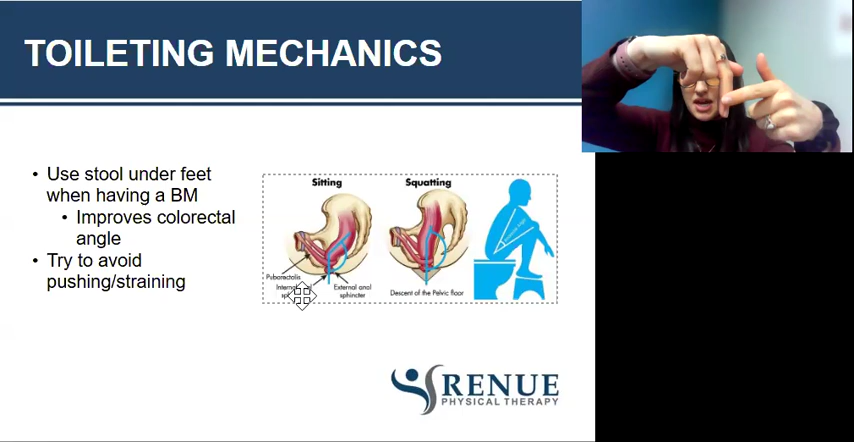 TOILETING MECHANICS
• Use stool under feet
when having a BM
• Improves colorectal
angle
• Try to avoid
pushing/straining
Sitting
Squatting
Puborectalis
External anal
sphincter
Descent of the Pelvic floor
RENUE
PHYSICAL THERAPY